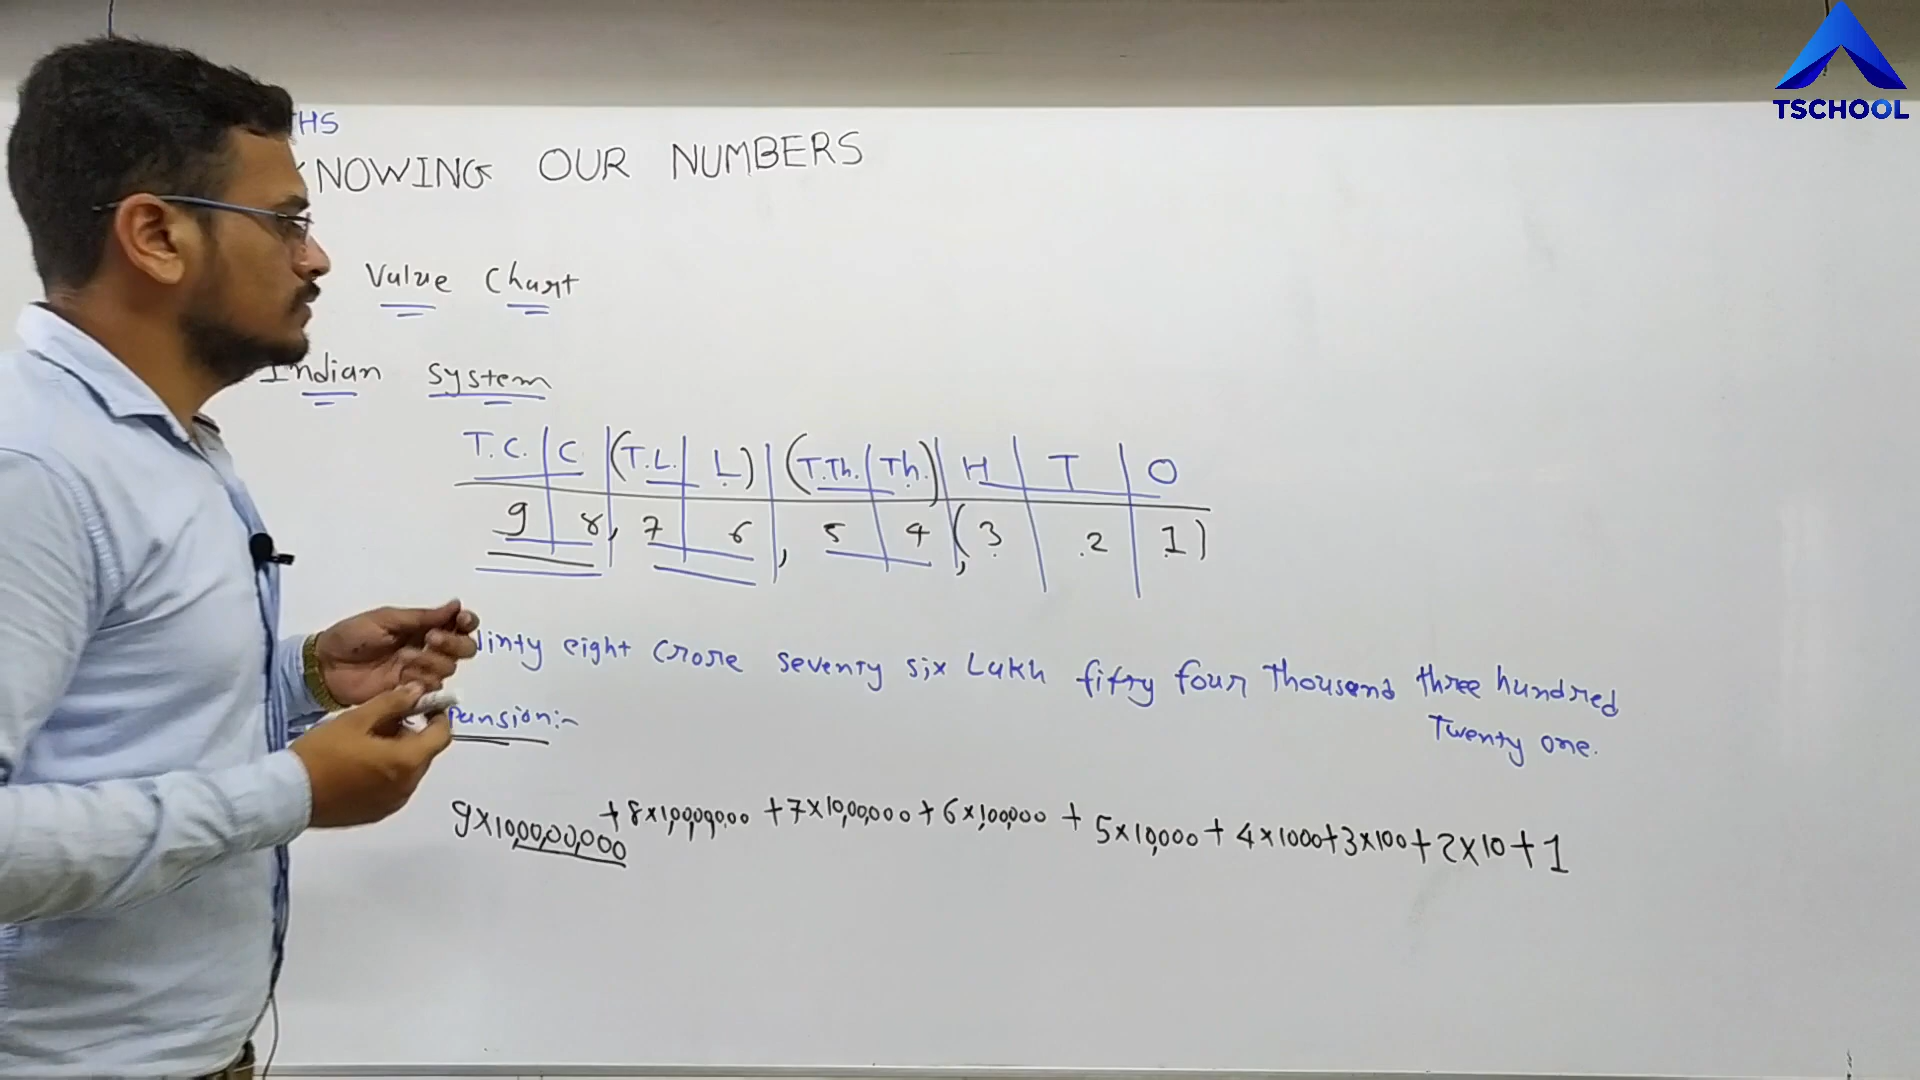 TSCHOOL
THS
KNOWING OUR NUMBERS
Value Chart
Indian System
T.C. | C. | (T.L. | L) | (T.Th. | Th.) | H | T | O
9 | 8, | 7 | 6, | 5 | 4, | (3 | 2 | 1)
Ninty eight Crore seventy six Lakh fifty four Thousand three hundred
Twenty one.
pansion:-
9×10,00,00,000 + 8×1,00,00,000 + 7×10,00,000 + 6×1,00,000 + 5×10,000 + 4×1000+3×100+2×10+1